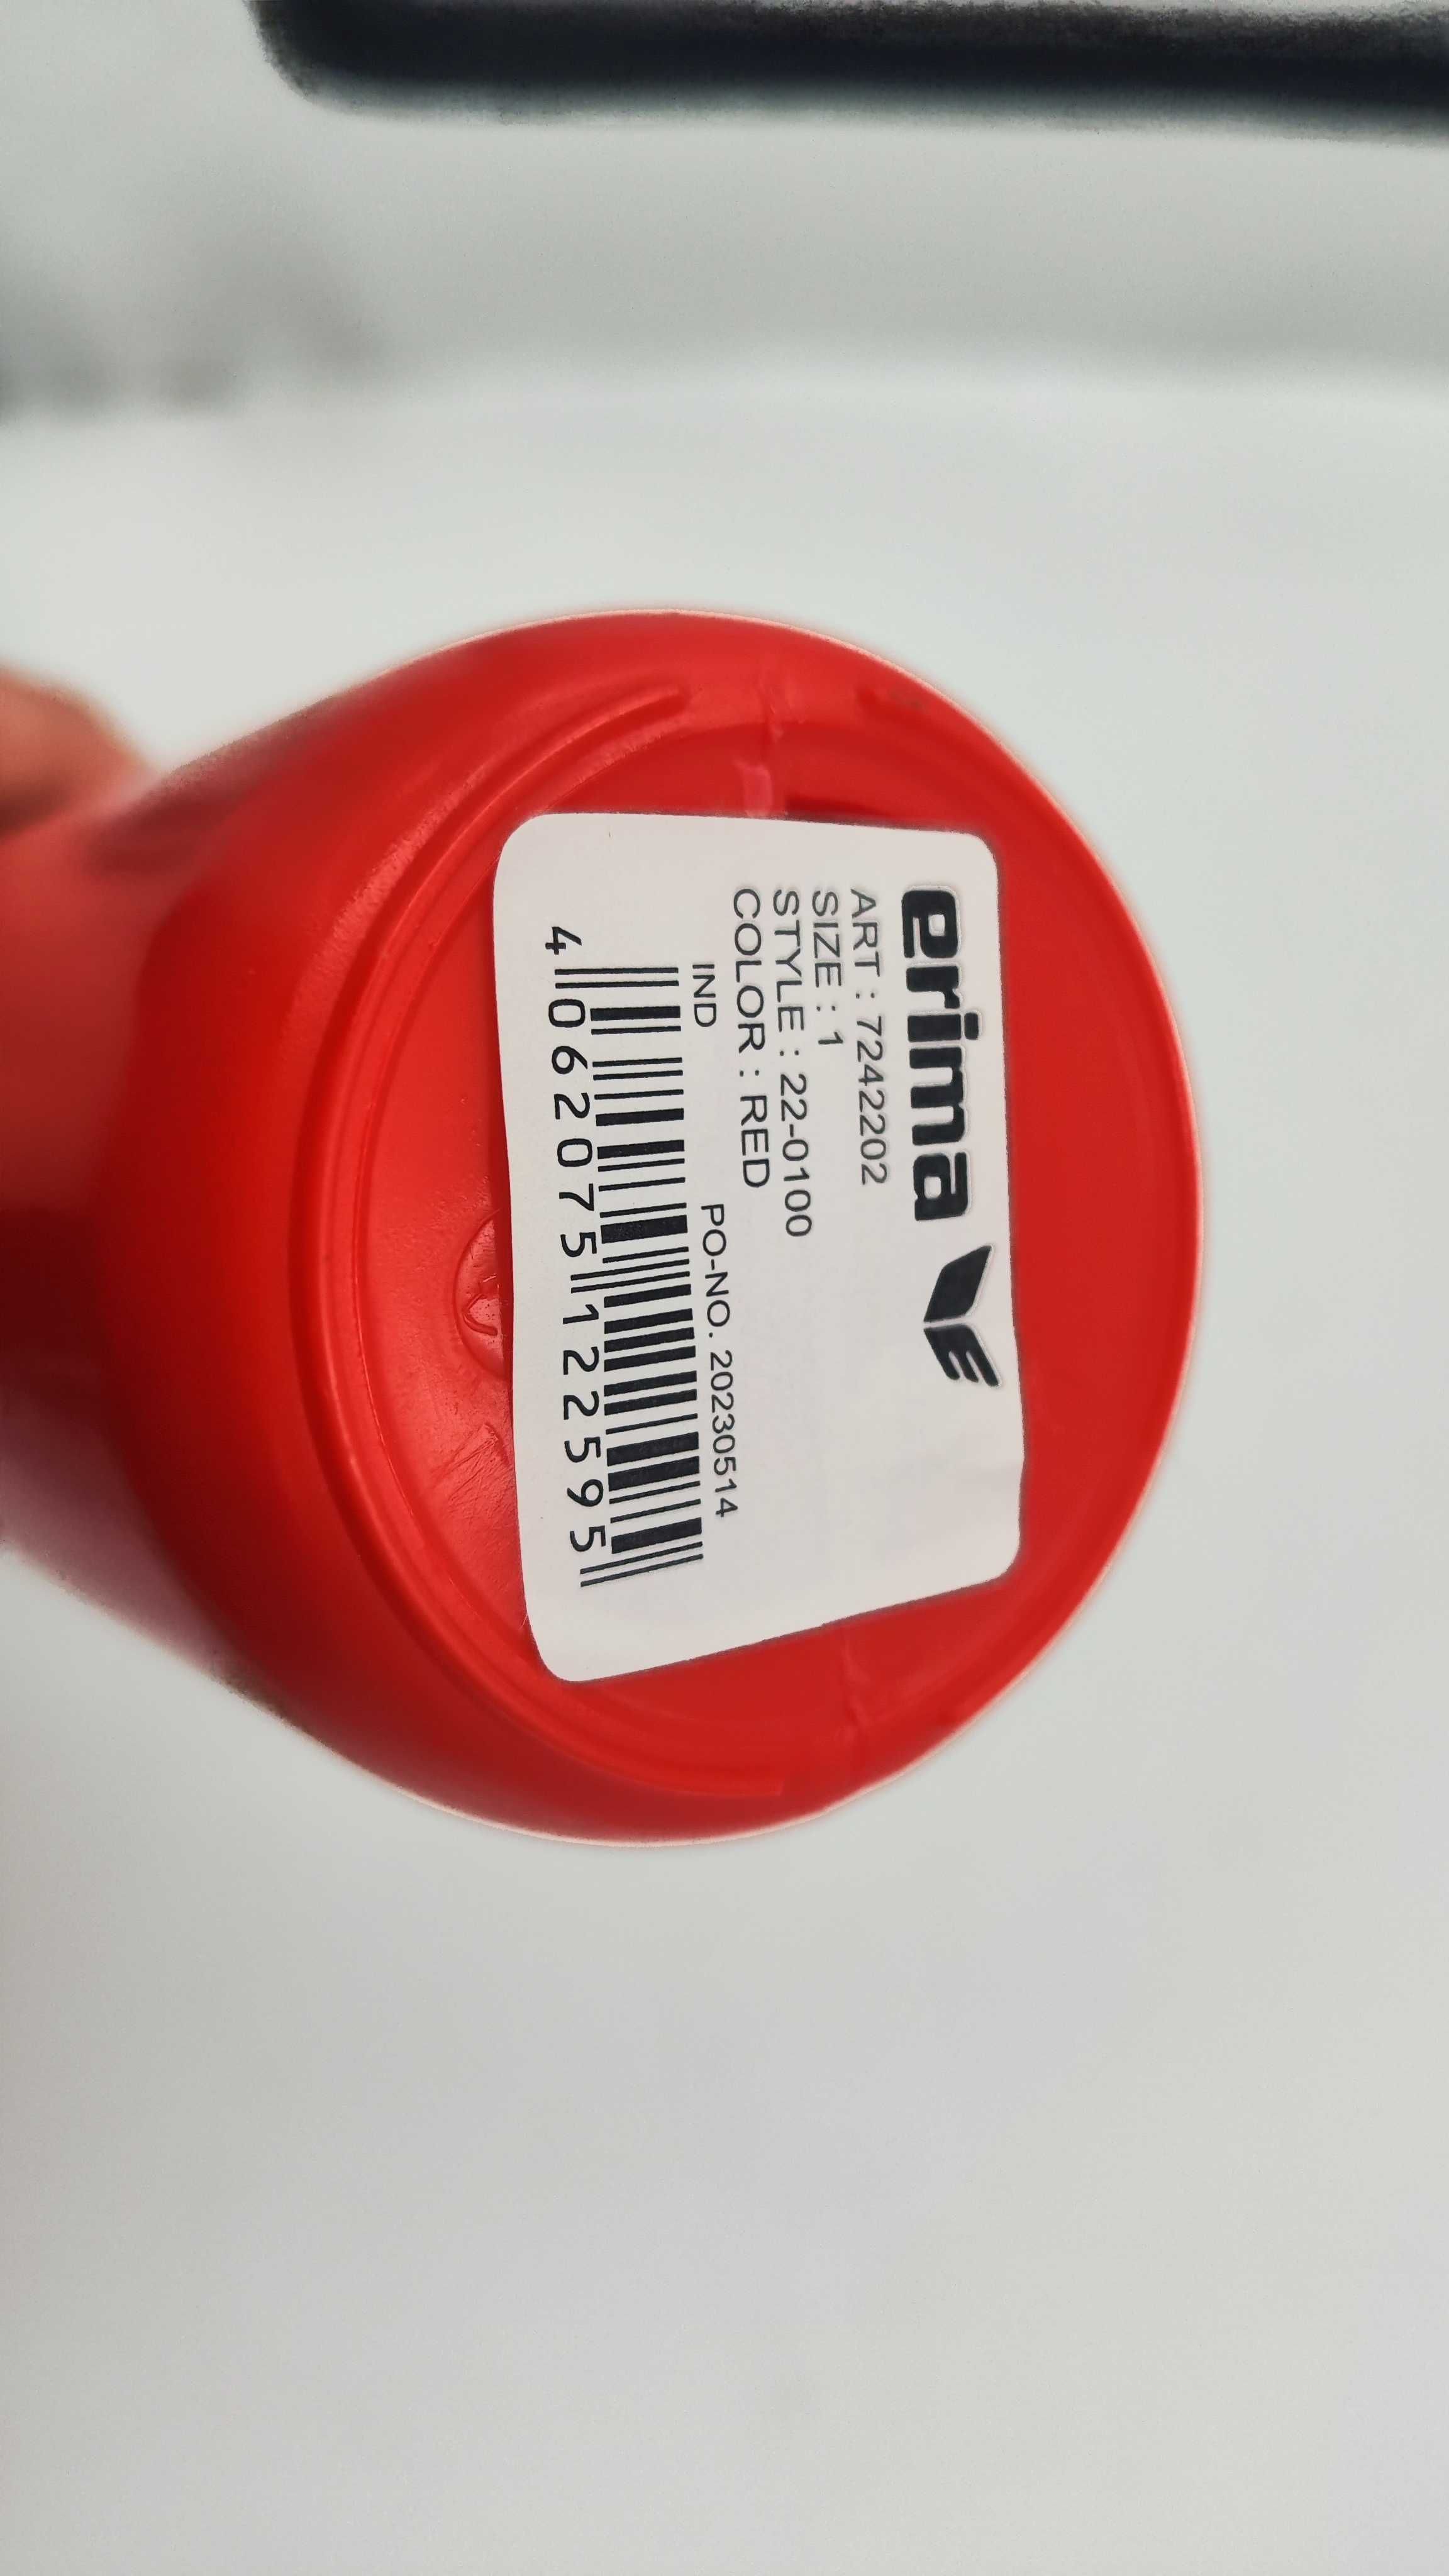 erima
ART : 7242202
SIZE : 1
STYLE : 22-0100
COLOR : RED
IND PO-NO. 20230514
4 062075 122595